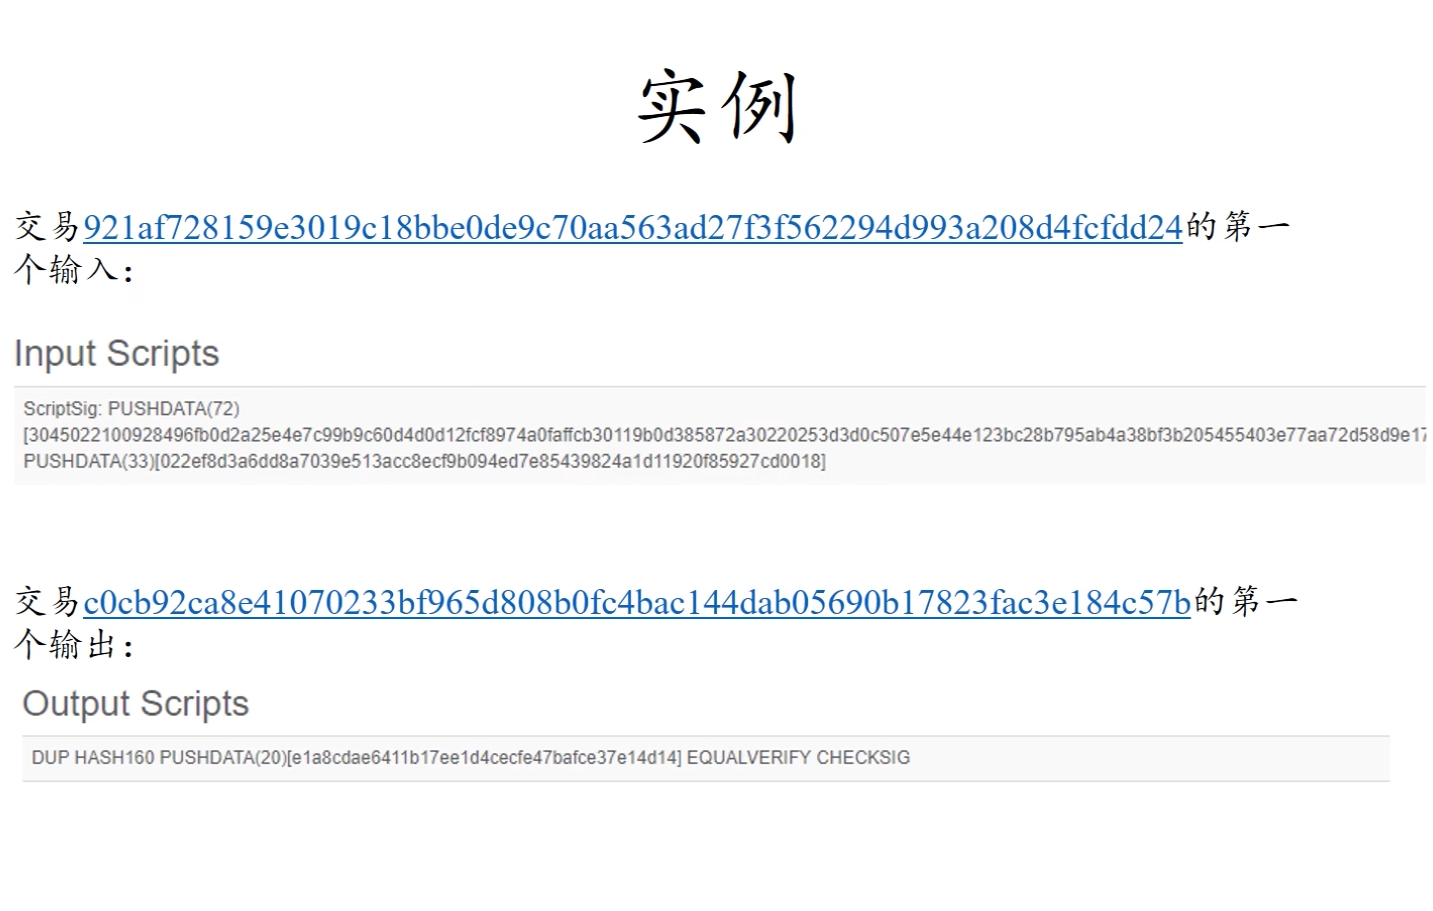 实例
交易921af728159e3019c18bbe0de9c70aa563ad27f3f562294d993a208d4fcfdd24的第一
个输入：
Input Scripts
ScriptSig: PUSHDATA(72)
[3045022100928496fb0d2a25e4e7c99b9c60d4d0d12fcf8974a0faffcb30119b0d385872a30220253d3d0c507e5e44e123bc28b795ab4a38bf3b205455403e77aa72d58d9e17
PUSHDATA(33)[022ef8d3a6dd8a7039e513acc8ecf9b094ed7e85439824a1d11920f85927cd0018]
交易c0cb92ca8e41070233bf965d808b0fc4bac144dab05690b17823fac3e184c57b的第一
个输出：
Output Scripts
DUP HASH160 PUSHDATA(20)[e1a8cdae6411b17ee1d4cecfe47bafce37e14d14] EQUALVERIFY CHECKSIG